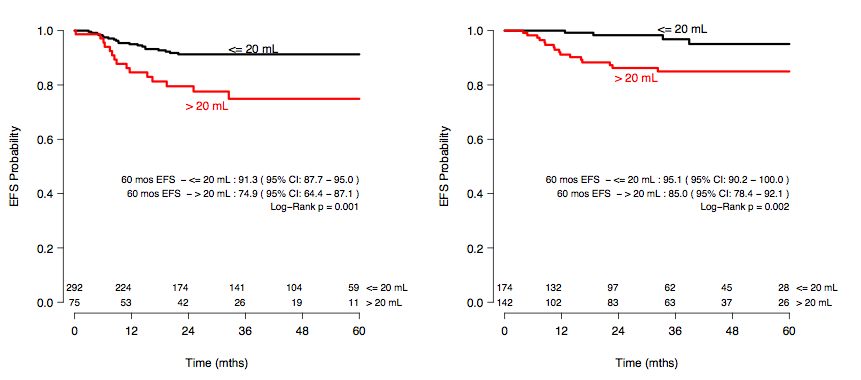 1.0
0.8
0.6
0.4
0.2
0.0
EFS Probability
<= 20 mL
> 20 mL
60 mos EFS − <= 20 mL : 91.3 ( 95% CI: 87.7 − 95.0 )
60 mos EFS − > 20 mL : 74.9 ( 95% CI: 64.4 − 87.1 )
Log−Rank p = 0.001
292 224 174 141 104 59 <= 20 mL
75 53 42 26 19 11 > 20 mL
0 12 24 36 48 60
Time (mths)
1.0
0.8
0.6
0.4
0.2
0.0
EFS Probability
<= 20 mL
> 20 mL
60 mos EFS − <= 20 mL : 95.1 ( 95% CI: 90.2 − 100.0 )
60 mos EFS − > 20 mL : 85.0 ( 95% CI: 78.4 − 92.1 )
Log−Rank p = 0.002
174 132 97 62 45 28 <= 20 mL
142 102 83 63 37 26 > 20 mL
0 12 24 36 48 60
Time (mths)